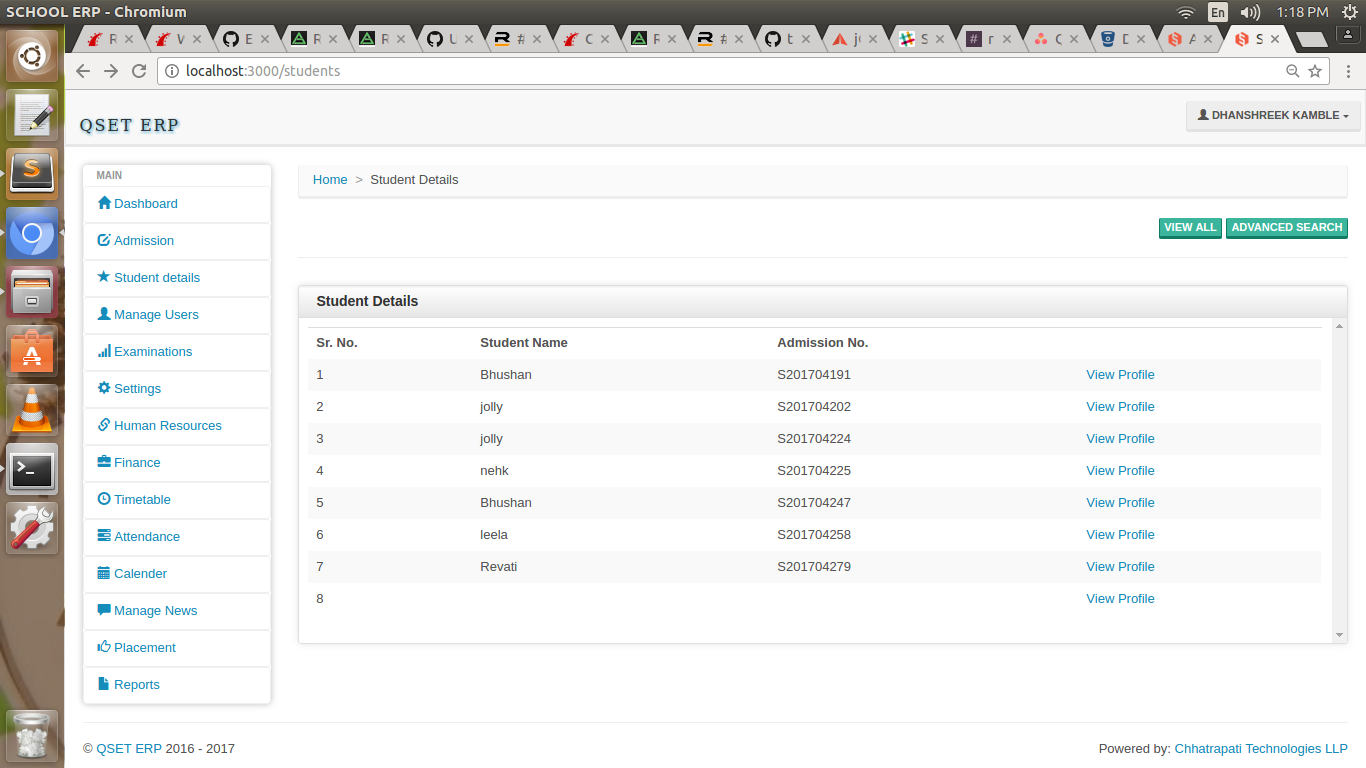 SCHOOL ERP - Chromium
En
1:18 PM
R
W
E
R
R
U
#
C
R
#
t
j
S
# r
C
D
A
S
localhost:3000/students
QSET ERP
DHANSHREEK KAMBLE
MAIN
Dashboard
Admission
Student details
Manage Users
Examinations
Settings
Human Resources
Finance
Timetable
Attendance
Calender
Manage News
Placement
Reports
Home > Student Details
VIEW ALL
ADVANCED SEARCH
Student Details
Sr. No. Student Name Admission No.
1 Bhushan S201704191 View Profile
2 jolly S201704202 View Profile
3 jolly S201704224 View Profile
4 nehk S201704225 View Profile
5 Bhushan S201704247 View Profile
6 leela S201704258 View Profile
7 Revati S201704279 View Profile
8 View Profile
© QSET ERP 2016 - 2017
Powered by: Chhatrapati Technologies LLP